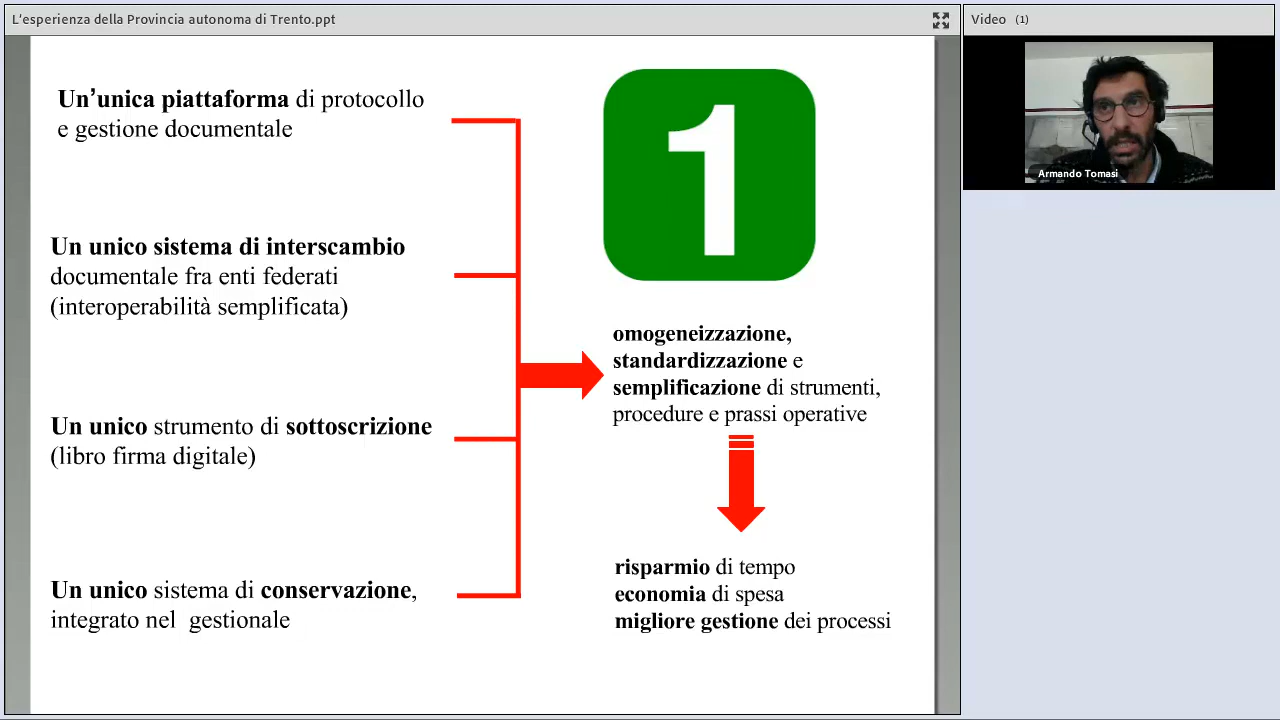 L'esperienza della Provincia autonoma di Trento.ppt
Video (1)
Armando Tomasi
Un’unica piattaforma di protocollo
e gestione documentale
Un unico sistema di interscambio
documentale fra enti federati
(interoperabilità semplificata)
Un unico strumento di sottoscrizione
(libro firma digitale)
Un unico sistema di conservazione,
integrato nel gestionale
1
omogeneizzazione,
standardizzazione e
semplificazione di strumenti,
procedure e prassi operative
risparmio di tempo
economia di spesa
migliore gestione dei processi